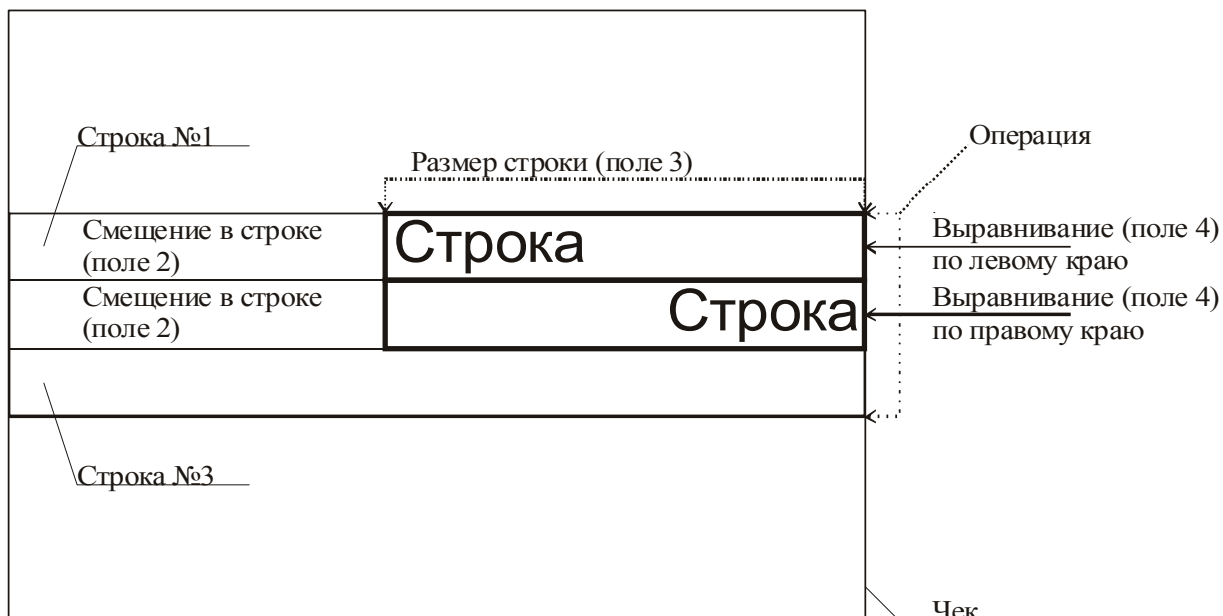 Строка №1
Операция
Размер строки (поле 3)
Смещение в строке
(поле 2)
Строка
Выравнивание (поле 4)
по левому краю
Смещение в строке
(поле 2)
Строка
Выравнивание (поле 4)
по правому краю
Строка №3
Чек